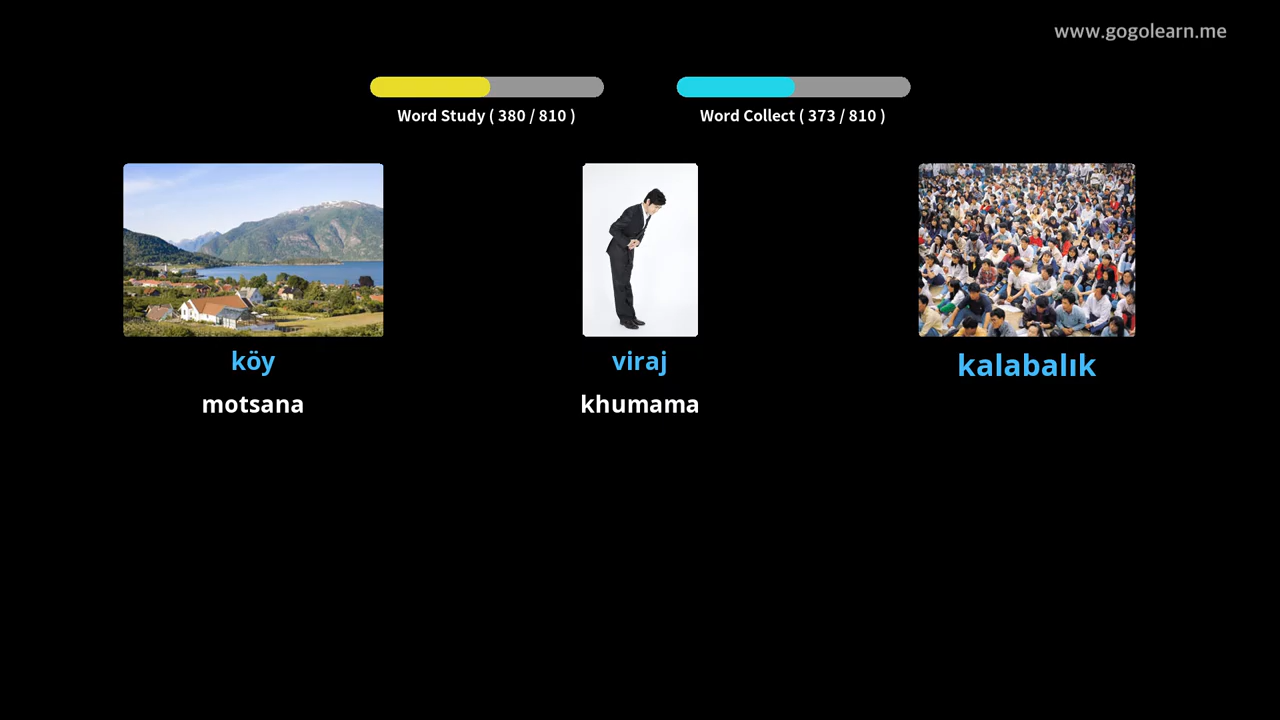 www.gogolearn.me
Word Study ( 380 / 810 )
Word Collect ( 373 / 810 )
köy
viraj
kalabalık
motsana
khumama